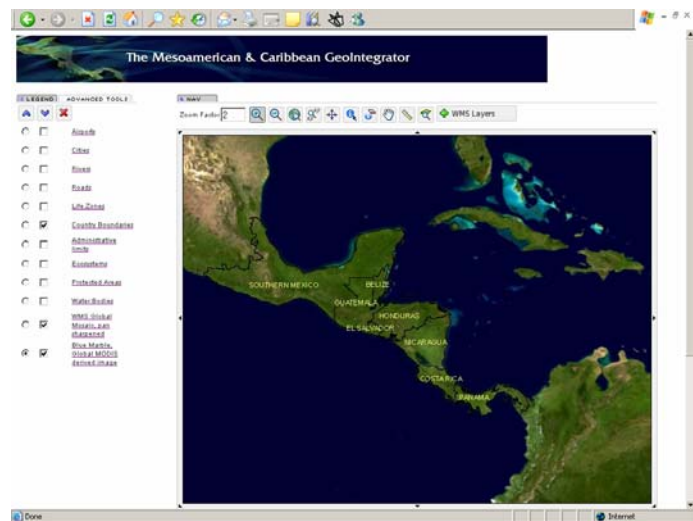 The Mesoamerican & Caribbean GeoIntegrator
LEGEND ADVANCED TOOLS
NAV
Zoom Factor 2
WMS Layers
Airports
Cities
Rivers
Roads
Life Zones
Country Boundaries
Administrative
limits
Ecosystems
Protected Areas
Water Bodies
WMS Global
Mosaic, pan
sharpened
Blue Marble,
Global MODIS
derived image
SOUTHERN MEXICO
BELIZE
GUATEMALA
HONDURAS
EL SALVADOR
NICARAGUA
COSTA RICA
PANAMA
Done
Internet